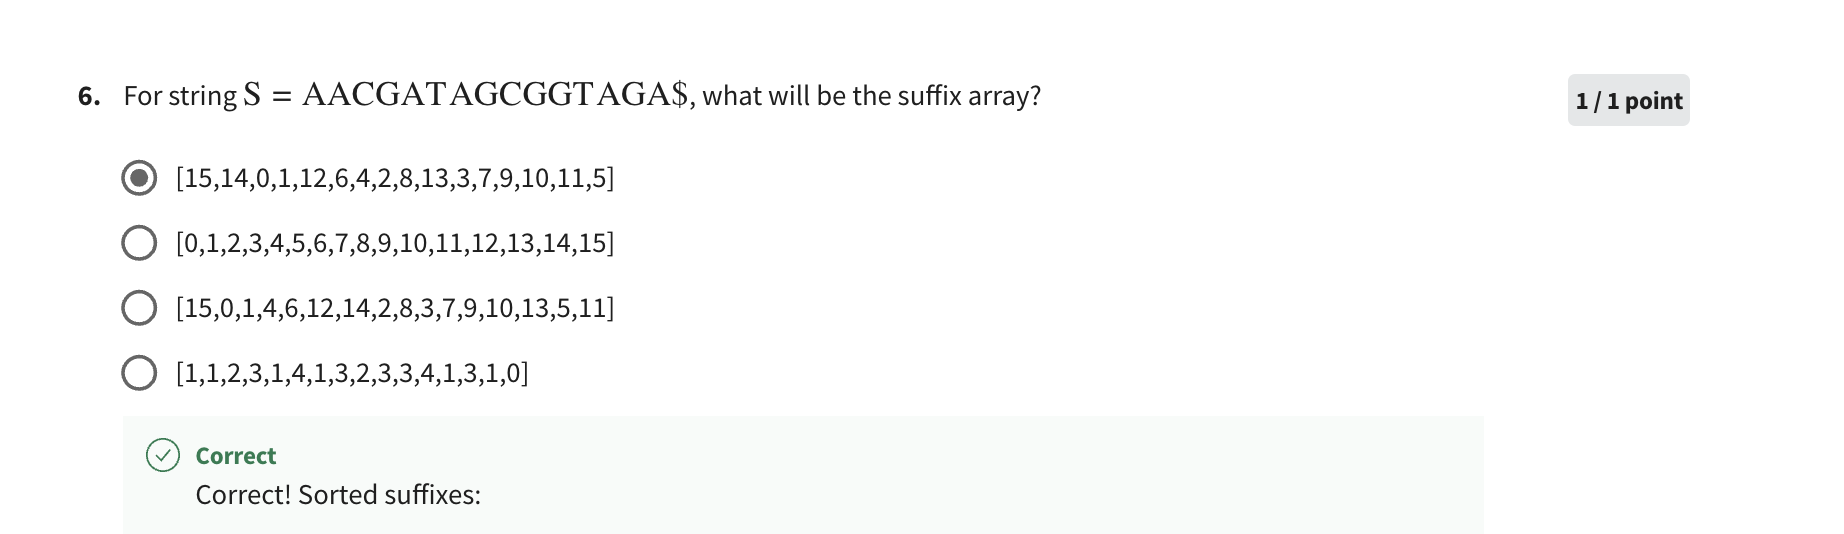 6. For string S = AACGATAGCGGTAGA$, what will be the suffix array?
1 / 1 point
[15,14,0,1,12,6,4,2,8,13,3,7,9,10,11,5]
[0,1,2,3,4,5,6,7,8,9,10,11,12,13,14,15]
[15,0,1,4,6,12,14,2,8,3,7,9,10,13,5,11]
[1,1,2,3,1,4,1,3,2,3,3,4,1,3,1,0]
Correct
Correct! Sorted suffixes: